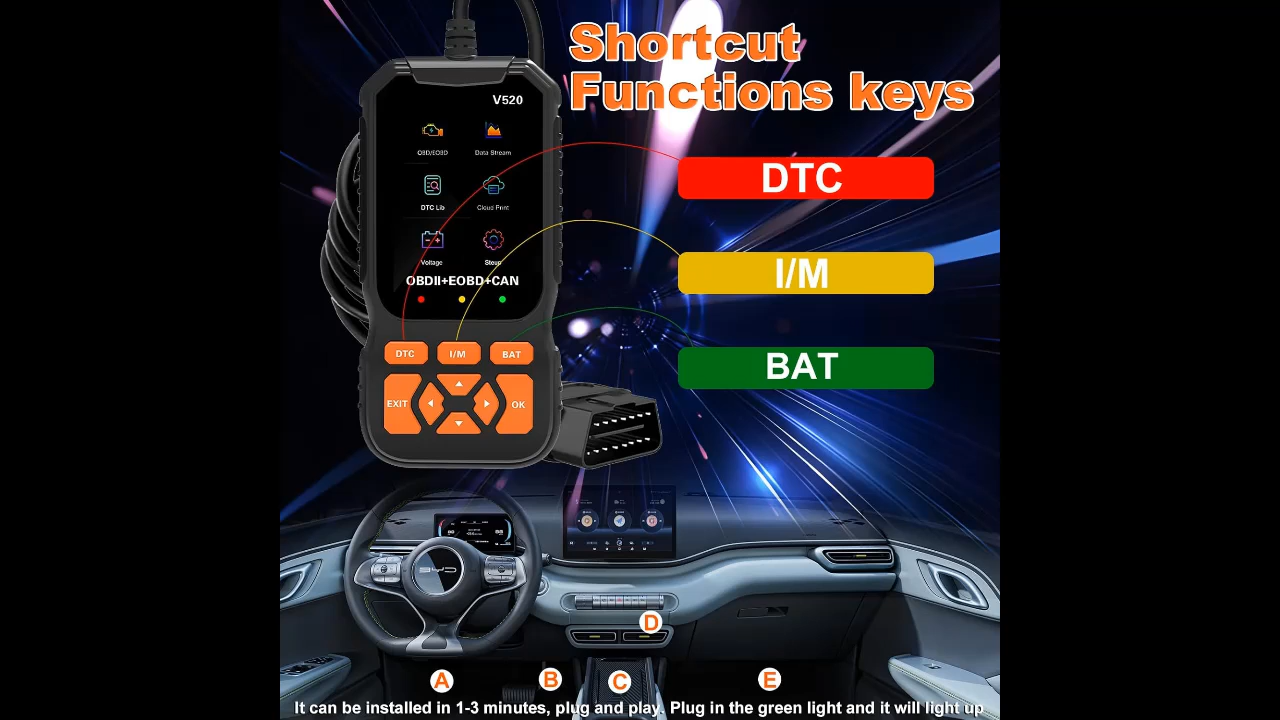 Shortcut
Functions keys
V520
OBD/EOBD
Data Stream
DTC Lib
Cloud Print
Voltage
Steup
OBDII+EOBD+CAN
DTC
I/M
BAT
DTC
I/M
BAT
EXIT
OK
BYD
D
A
B
C
E
It can be installed in 1-3 minutes, plug and play. Plug in the green light and it will light up